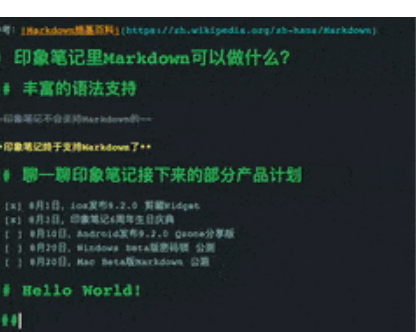 考: [Markdown维基百科](https://zh.wikipedia.org/zh-hans/Markdown)
印象笔记里Markdown可以做什么?
# 丰富的语法支持
~印象笔记不会支持Markdown的~~
*印象笔记终于支持Markdown了**
# 聊一聊印象笔记接下来的部分产品计划
[x] 8月1日, ios发布9.2.0 剪藏Widget
[x] 8月3日, 印象笔记6周年生日庆典
[ ] 8月10日, Android发布9.2.0 Qzone分享版
[ ] 8月20日, Windows beta版密码锁 公测
[ ] 8月20日, Mac Beta版Markdown 公测
# Hello World!
##